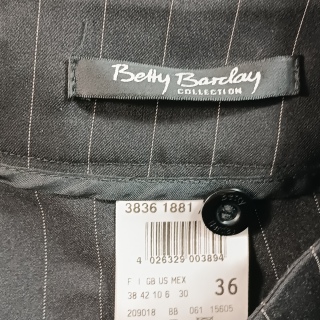 Betty Barclay
COLLECTION
3836 1881
4 026329 003894
F I GB US MEX
38 42 10 6 30
36
209018 BB 061 15605